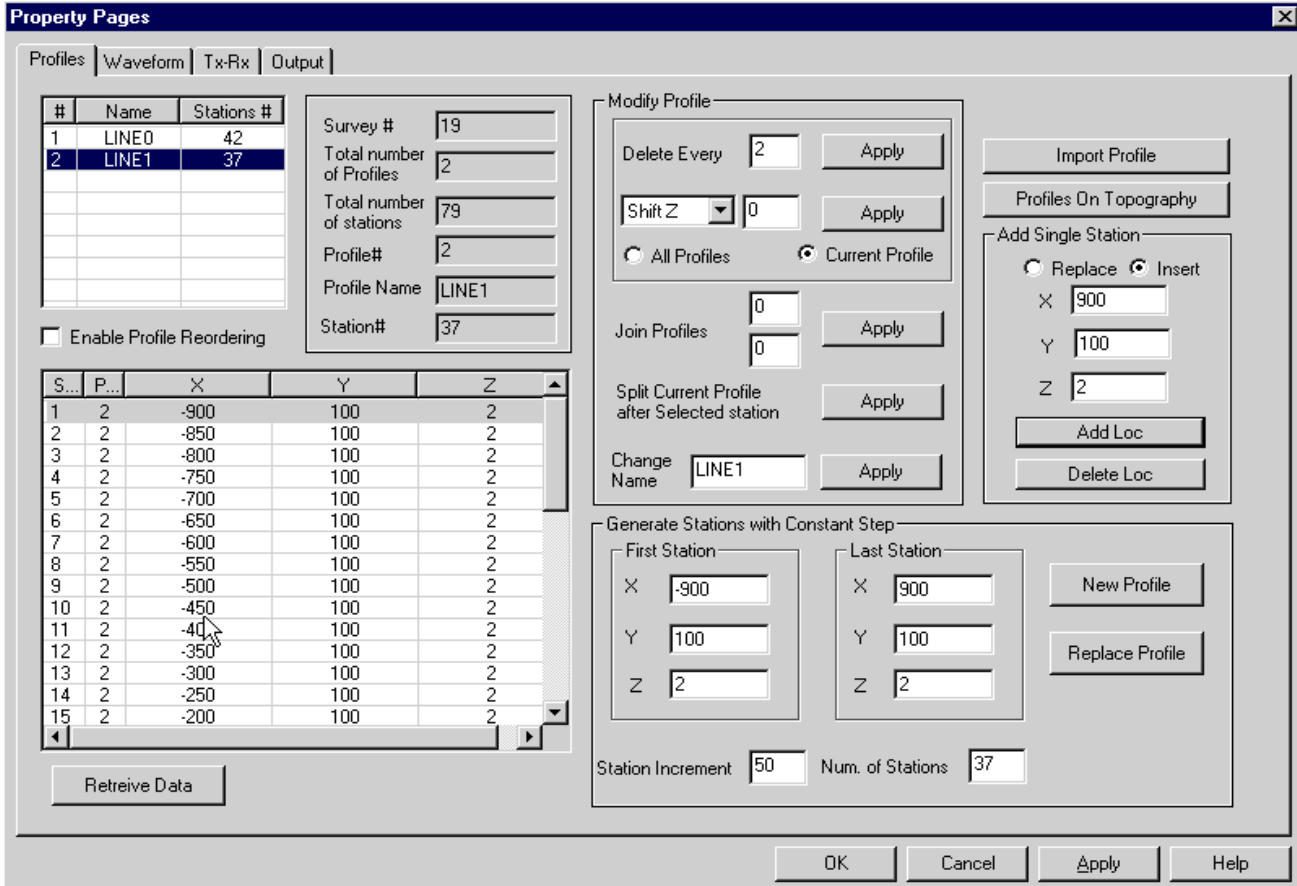 Property Pages
Profiles Waveform Tx-Rx Output
# Name Stations #
1 LINE0 42
2 LINE1 37
Enable Profile Reordering
Survey # 19
Total number
of Profiles 2
Total number
of stations 79
Profile# 2
Profile Name LINE1
Station# 37
S... P... X Y Z
1 2 -900 100 2
2 2 -850 100 2
3 2 -800 100 2
4 2 -750 100 2
5 2 -700 100 2
6 2 -650 100 2
7 2 -600 100 2
8 2 -550 100 2
9 2 -500 100 2
10 2 -450 100 2
11 2 100 2
12 2 -350 100 2
13 2 -300 100 2
14 2 -250 100 2
15 2 -200 100 2
Retreive Data
Modify Profile
Delete Every 2 Apply
Shift Z 0 Apply
All Profiles Current Profile
Join Profiles 0 0 Apply
Split Current Profile
after Selected station Apply
Change
Name LINE1 Apply
Import Profile
Profiles On Topography
Add Single Station
Replace Insert
X 900
Y 100
Z 2
Add Loc
Delete Loc
Generate Stations with Constant Step
First Station
X -900
Y 100
Z 2
Last Station
X 900
Y 100
Z 2
New Profile
Replace Profile
Station Increment 50 Num. of Stations 37
OK Cancel Apply Help